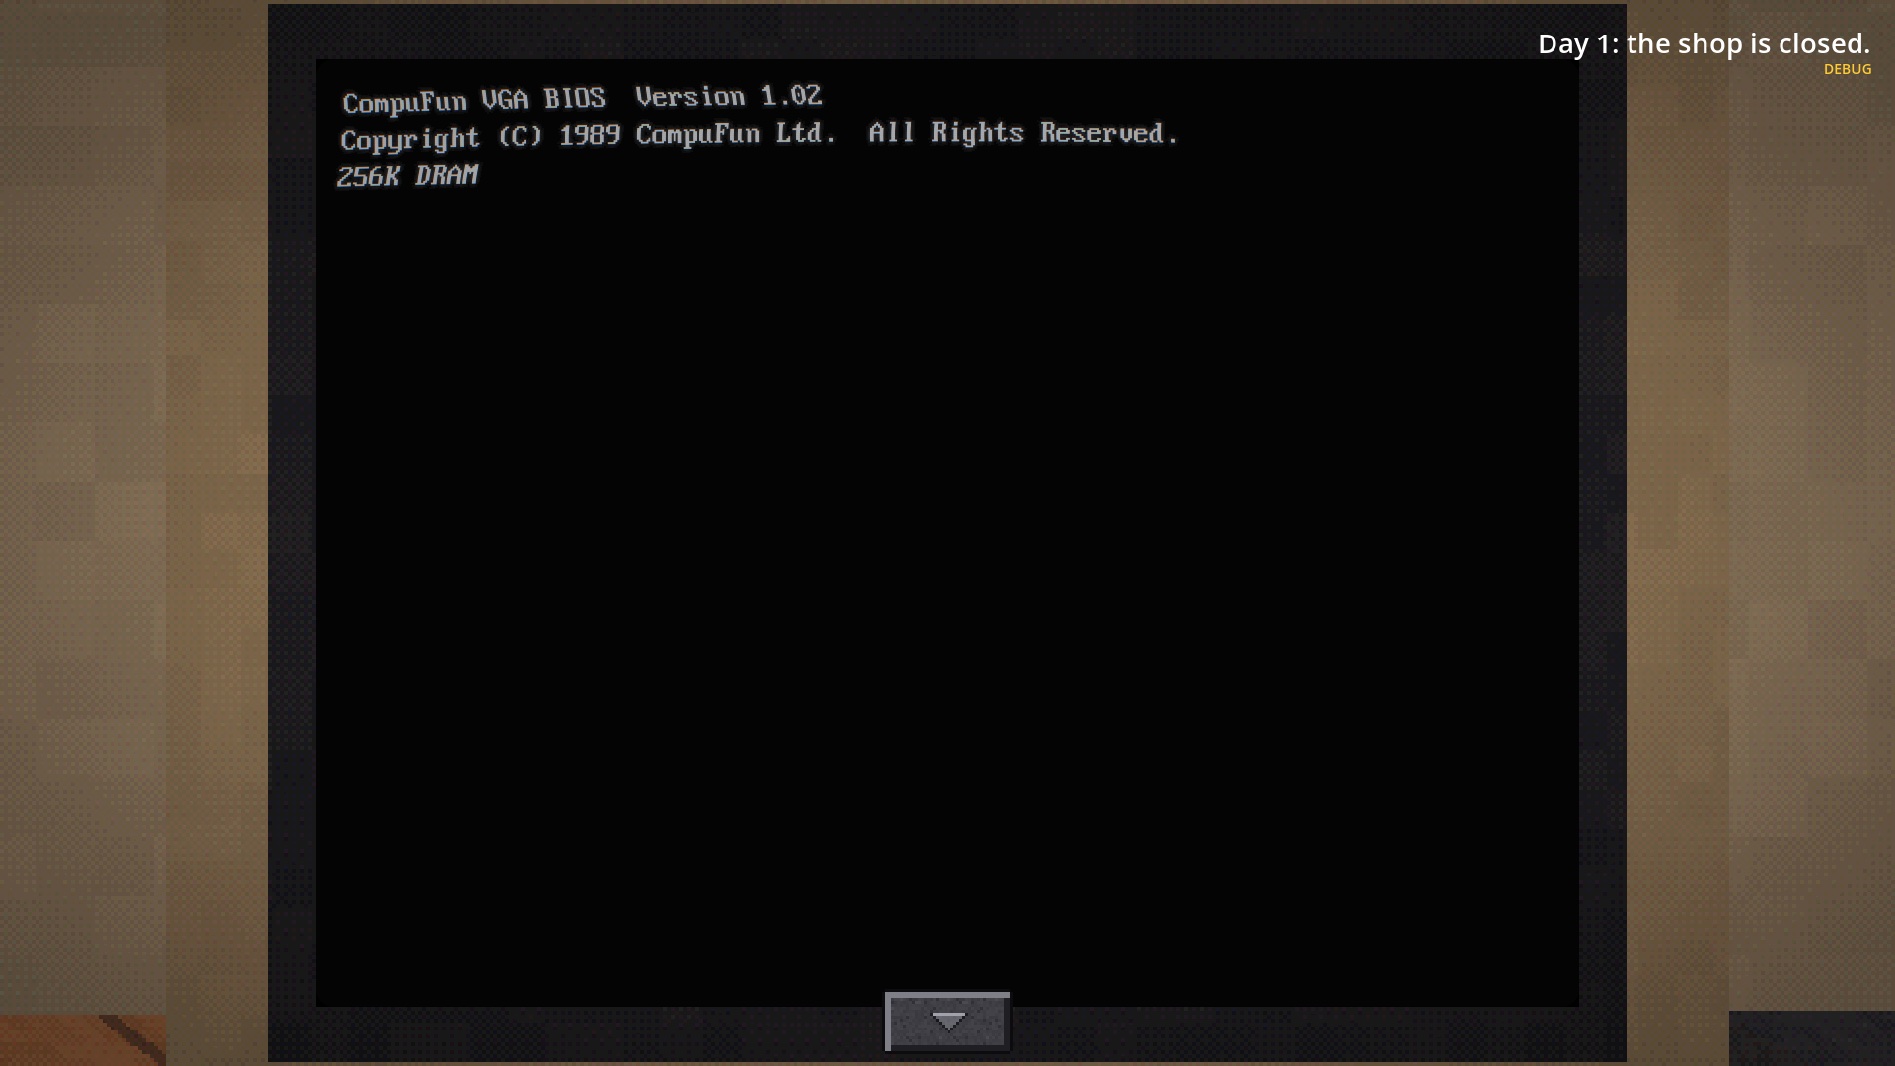 Day 1: the shop is closed.
DEBUG
CompuFun VGA BIOS  Version 1.02
Copyright (C) 1989 CompuFun Ltd.  All Rights Reserved.
256K DRAM